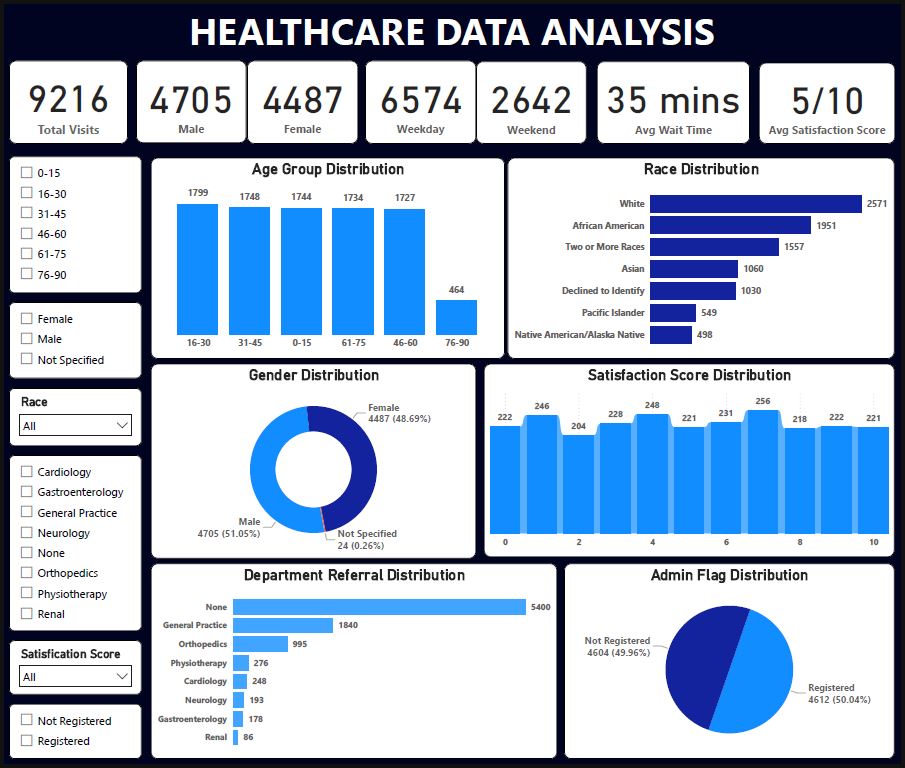 HEALTHCARE DATA ANALYSIS
9216
Total Visits
4705
Male
4487
Female
6574
Weekday
2642
Weekend
35 mins
Avg Wait Time
5/10
Avg Satisfaction Score
0-15
16-30
31-45
46-60
61-75
76-90
Female
Male
Not Specified
Race
All
Cardiology
Gastroenterology
General Practice
Neurology
None
Orthopedics
Physiotherapy
Renal
Satisfication Score
All
Not Registered
Registered
Age Group Distribution
1799
1748
1744
1734
1727
464
16-30
31-45
0-15
61-75
46-60
76-90
Race Distribution
White 2571
African American 1951
Two or More Races 1557
Asian 1060
Declined to Identify 1030
Pacific Islander 549
Native American/Alaska Native 498
Gender Distribution
Female
4487 (48.69%)
Male
4705 (51.05%)
Not Specified
24 (0.26%)
Satisfaction Score Distribution
222
246
204
228
248
221
231
256
218
222
221
0
2
4
6
8
10
Department Referral Distribution
None 5400
General Practice 1840
Orthopedics 995
Physiotherapy 276
Cardiology 248
Neurology 193
Gastroenterology 178
Renal 86
Admin Flag Distribution
Not Registered
4604 (49.96%)
Registered
4612 (50.04%)